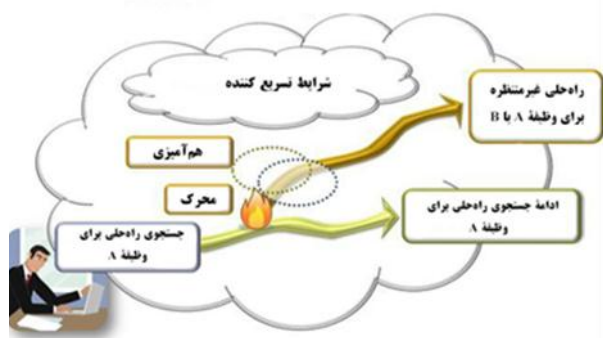 شرایط تسریع کننده
راه‌حلی غیرمنتظره
برای وظیفهٔ A یا B
هم‌آمیزی
محرک
جستجوی راه‌حلی برای
وظیفهٔ A
ادامهٔ جستجوی راه‌حلی برای
وظیفهٔ A